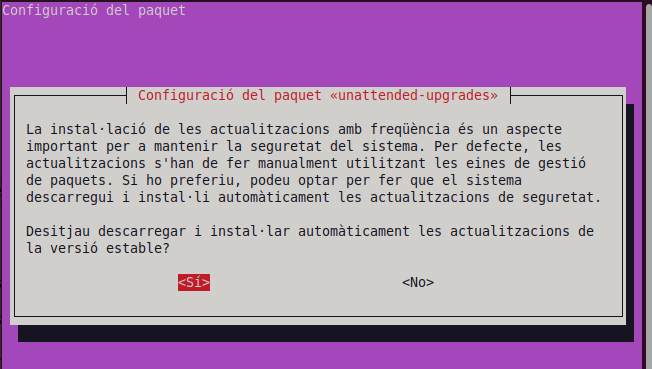 Configuració del paquet
Configuració del paquet «unattended-upgrades»
La instal·lació de les actualitzacions amb freqüència és un aspecte
important per a mantenir la seguretat del sistema. Per defecte, les
actualitzacions s'han de fer manualment utilitzant les eines de gestió
de paquets. Si ho preferiu, podeu optar per fer que el sistema
descarregui i instal·li automàticament les actualitzacions de seguretat.
Desitjau descarregar i instal·lar automàticament les actualitzacions de
la versió estable?
<Sí> <No>